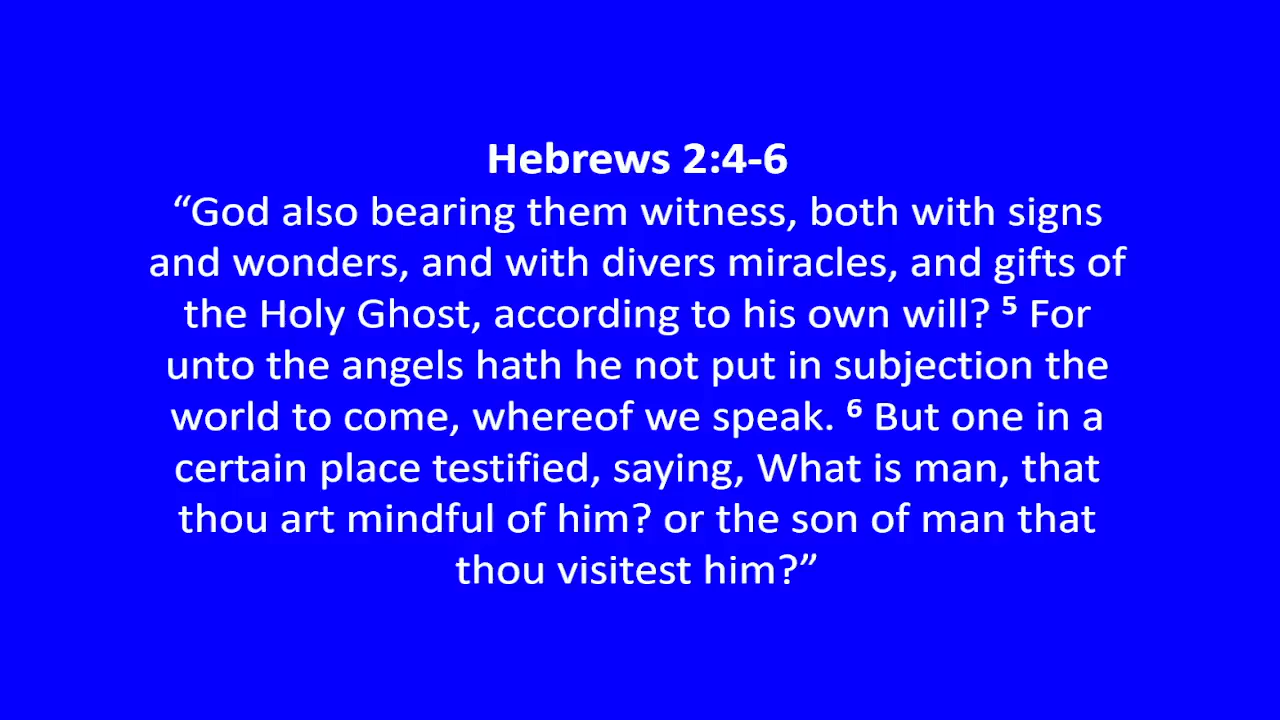 Hebrews 2:4-6
“God also bearing them witness, both with signs
and wonders, and with divers miracles, and gifts of
the Holy Ghost, according to his own will? ⁵ For
unto the angels hath he not put in subjection the
world to come, whereof we speak. ⁶ But one in a
certain place testified, saying, What is man, that
thou art mindful of him? or the son of man that
thou visitest him?”